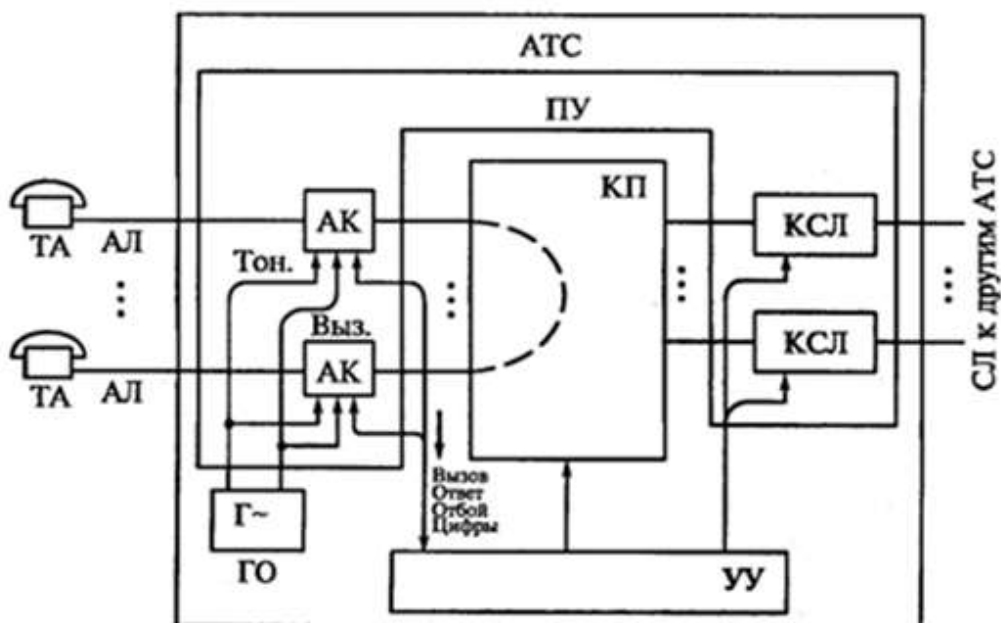 АТС
ПУ
КП
ТА
АЛ
Тон.
АК
КСЛ
Выз.
ТА
АЛ
АК
КСЛ
СЛ к другим АТС
Вызов
Ответ
Отбой
Цифры
Г~
ГО
УУ